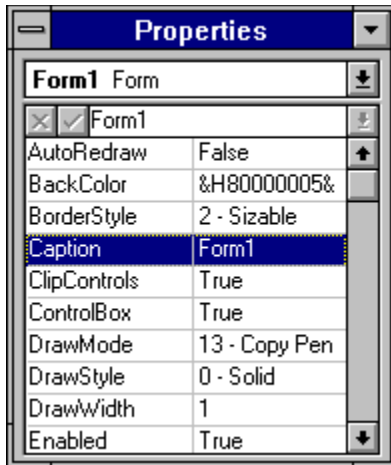 Properties
Form1 Form
Form1
AutoRedraw False
BackColor &H80000005&
BorderStyle 2 - Sizable
Caption Form1
ClipControls True
ControlBox True
DrawMode 13 - Copy Pen
DrawStyle 0 - Solid
DrawWidth 1
Enabled True